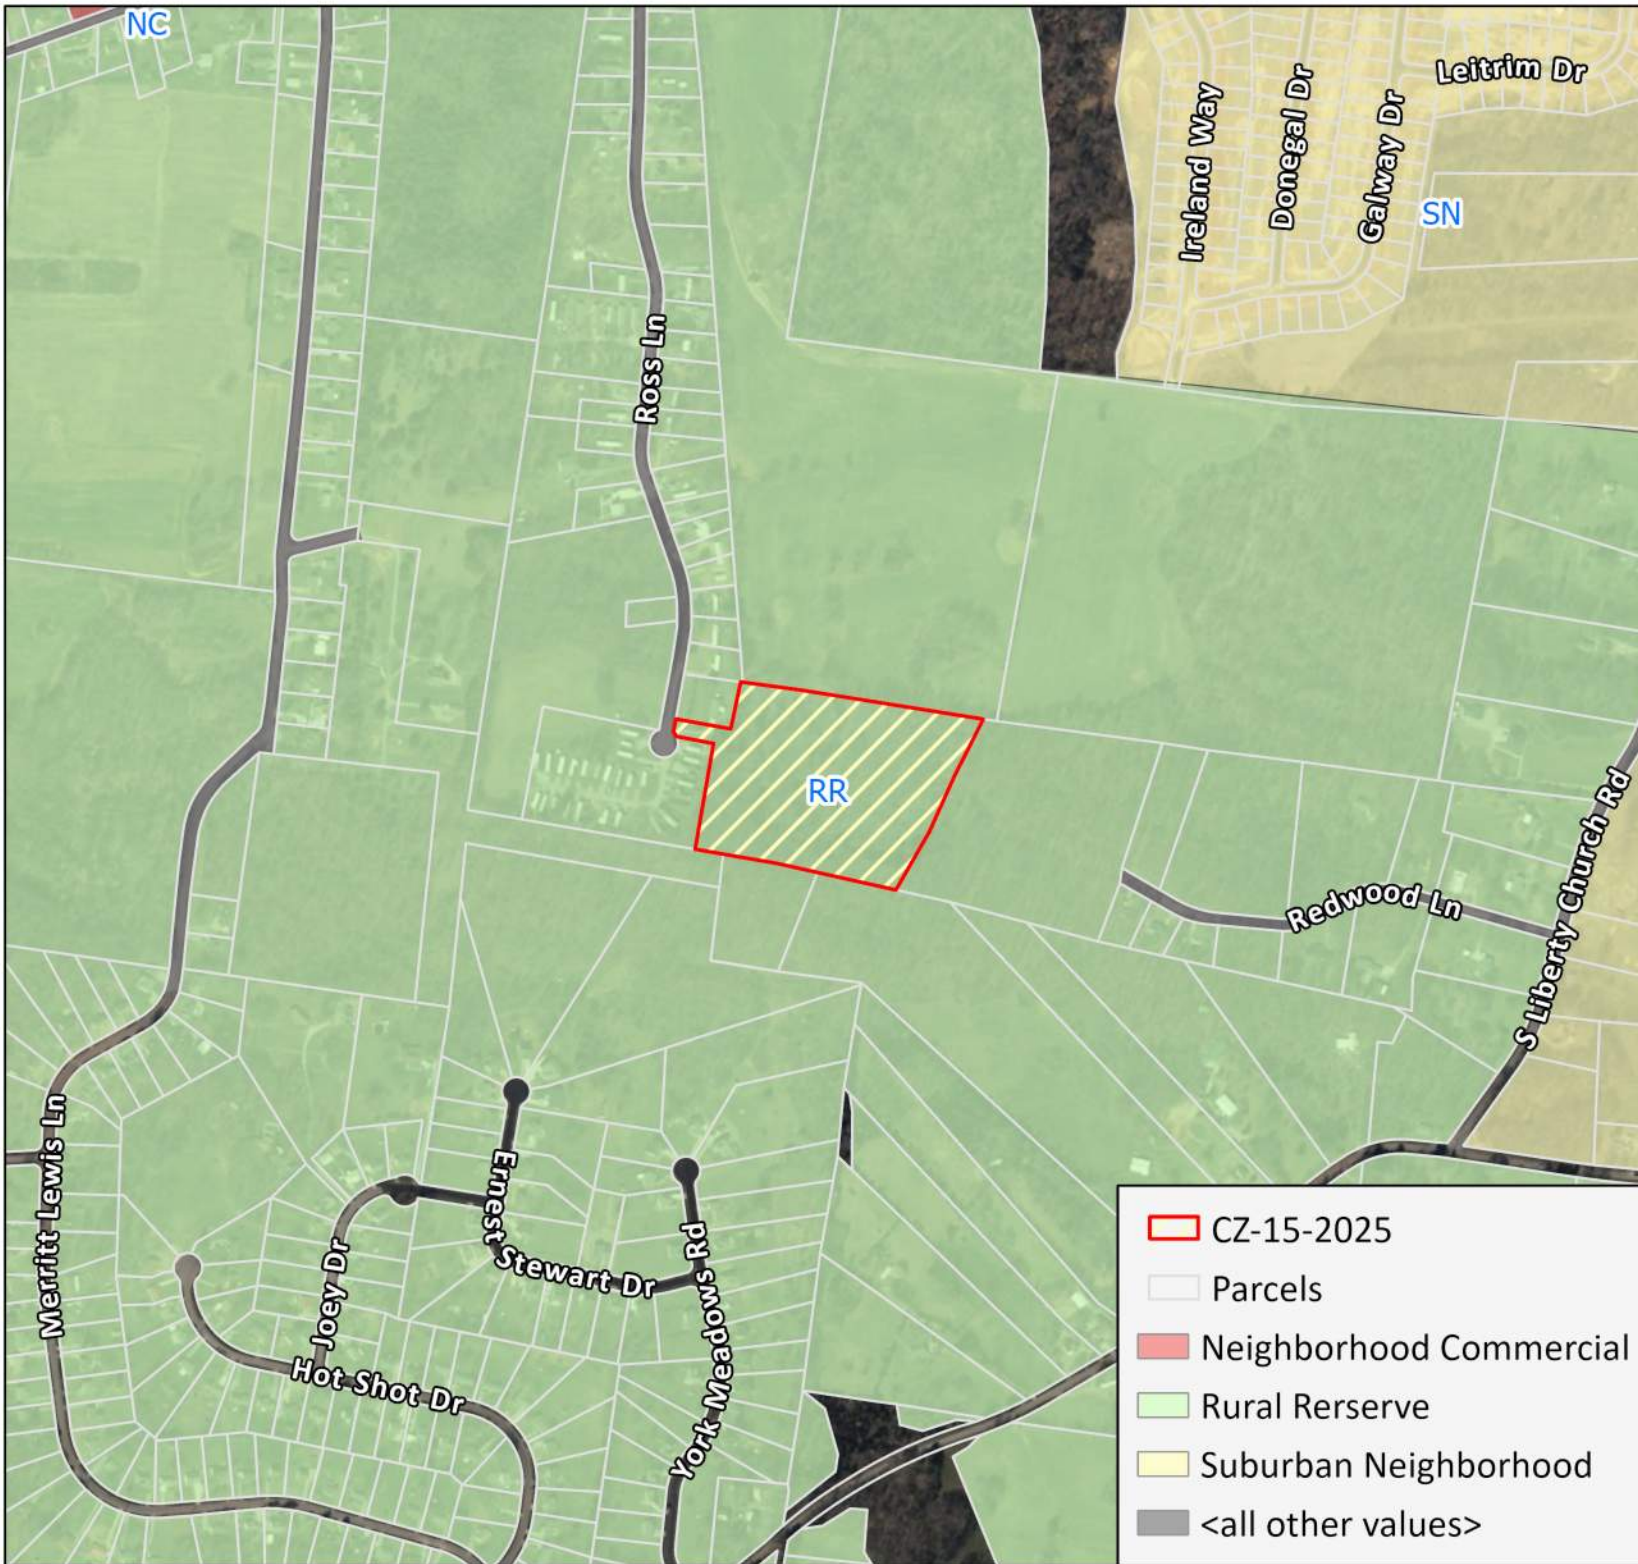 NC
Leitrim Dr
Ireland Way
Donegal Dr
Galway Dr
SN
Ross Ln
RR
Redwood Ln
S Liberty Church Rd
Merritt Lewis Ln
Ernest Stewart Dr
York Meadows Rd
Joey Dr
Hot Shot Dr
CZ-15-2025
Parcels
Neighborhood Commercial
Rural Rerserve
Suburban Neighborhood
<all other values>